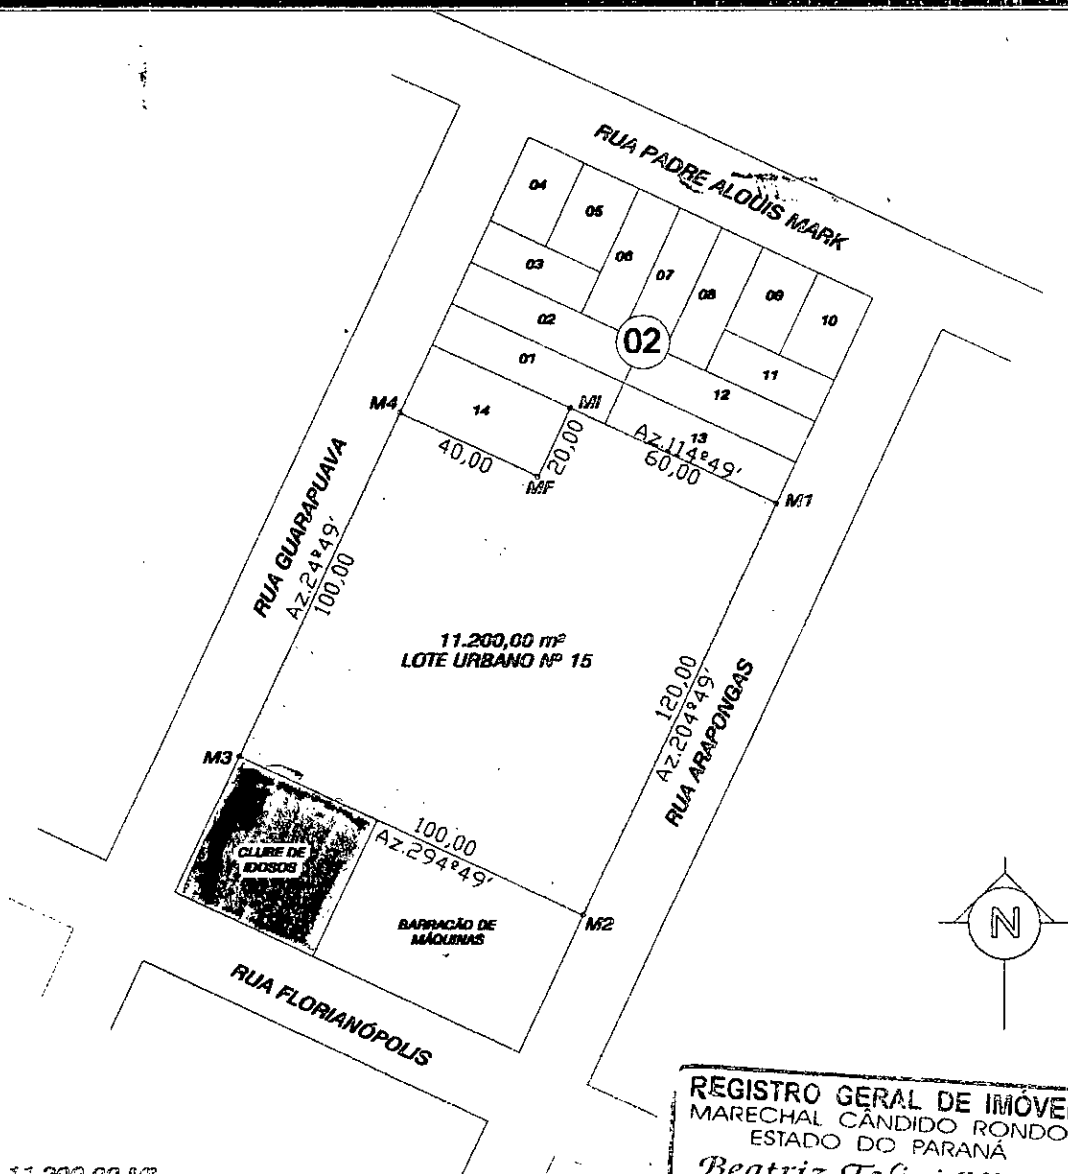 RUA PADRE ALOUIS MARK
04
05
06
07
08
09
10
03
02
01
02
11
12
13
14
M4
MI
40,00
20,00
MF
Az.114°49'
60,00
M1
RUA GUARAPUAVA
Az.24°49'
100,00
11.200,00 m²
LOTE URBANO Nº 15
120,00
Az.204°49'
RUA ARAPONGAS
M3
100,00
Az.294°49'
CLUBE DE
IDOSOS
BARRACÃO DE
MÁQUINAS
M2
N
RUA FLORIANÓPOLIS
REGISTRO GERAL DE IMÓVE
MARECHAL CÂNDIDO RONDO
ESTADO DO PARANÁ
Beatriz